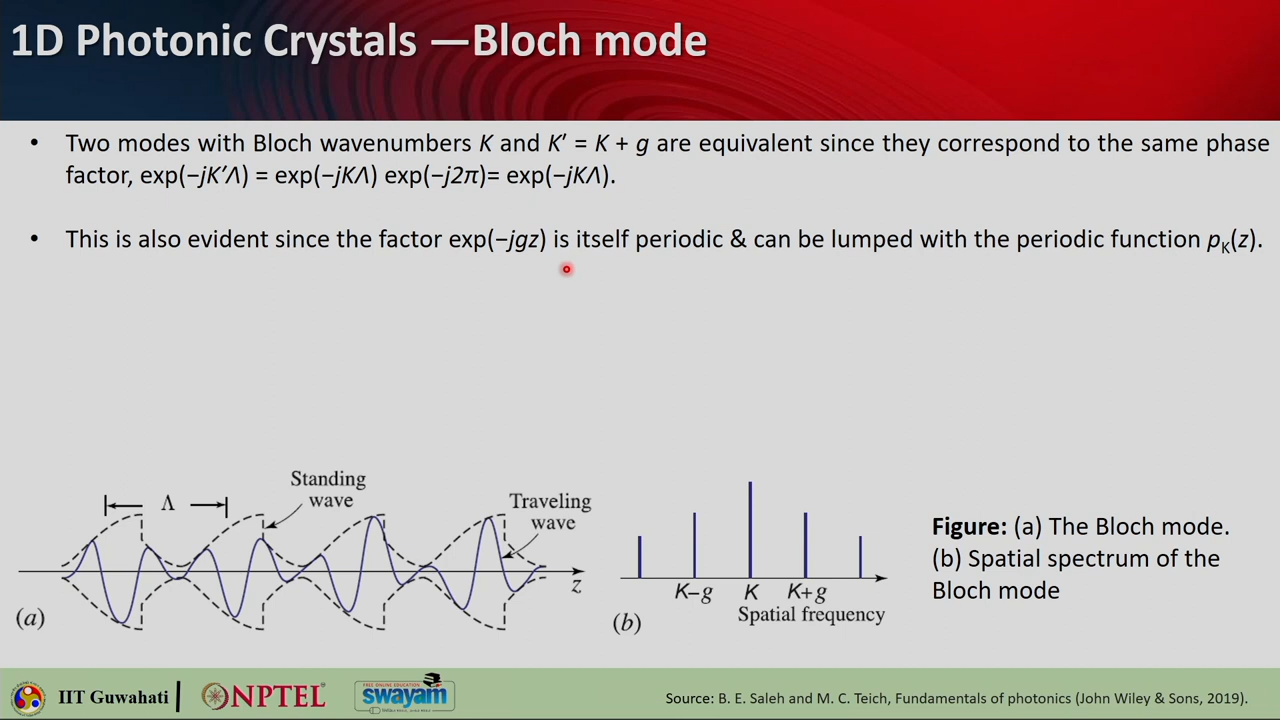 1D Photonic Crystals —Bloch mode
• Two modes with Bloch wavenumbers K and K′ = K + g are equivalent since they correspond to the same phase
factor, exp(−jK′Λ) = exp(−jKΛ) exp(−j2π)= exp(−jKΛ).
• This is also evident since the factor exp(−jgz) is itself periodic & can be lumped with the periodic function pK(z).
Standing
wave
Λ
Traveling
wave
z
(a)
K−g K K+g
Spatial frequency
(b)
Figure: (a) The Bloch mode.
(b) Spatial spectrum of the
Bloch mode
IIT Guwahati
NPTEL
FREE ONLINE EDUCATION
swayam
Source: B. E. Saleh and M. C. Teich, Fundamentals of photonics (John Wiley & Sons, 2019).